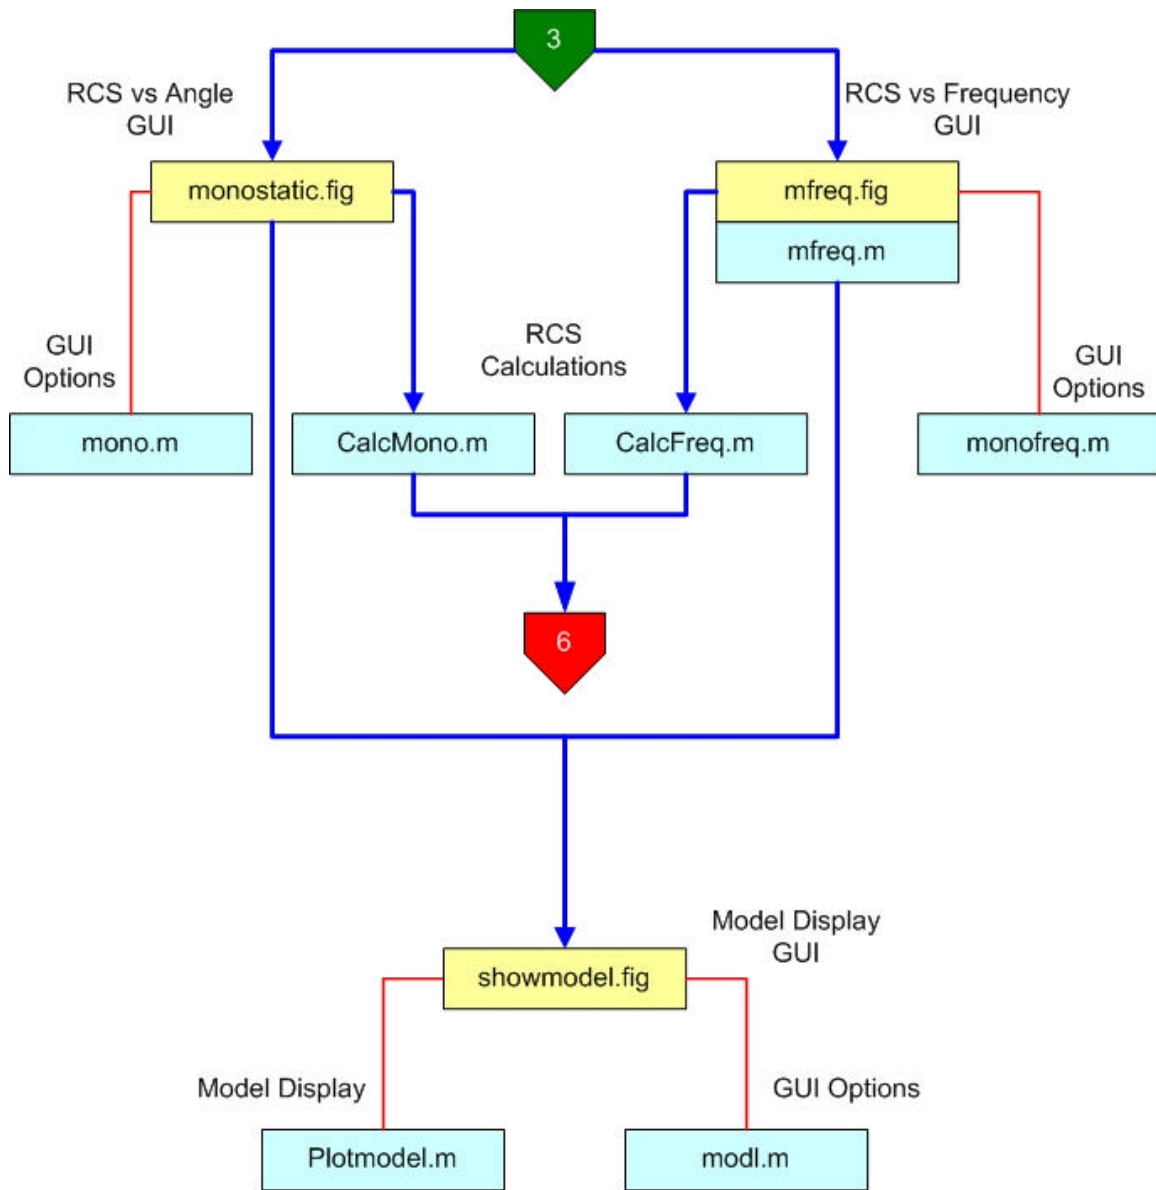 3
RCS vs Angle
GUI
RCS vs Frequency
GUI
monostatic.fig
mfreq.fig
mfreq.m
GUI
Options
RCS
Calculations
GUI
Options
mono.m
CalcMono.m
CalcFreq.m
monofreq.m
6
Model Display
GUI
showmodel.fig
Model Display
GUI Options
Plotmodel.m
modl.m